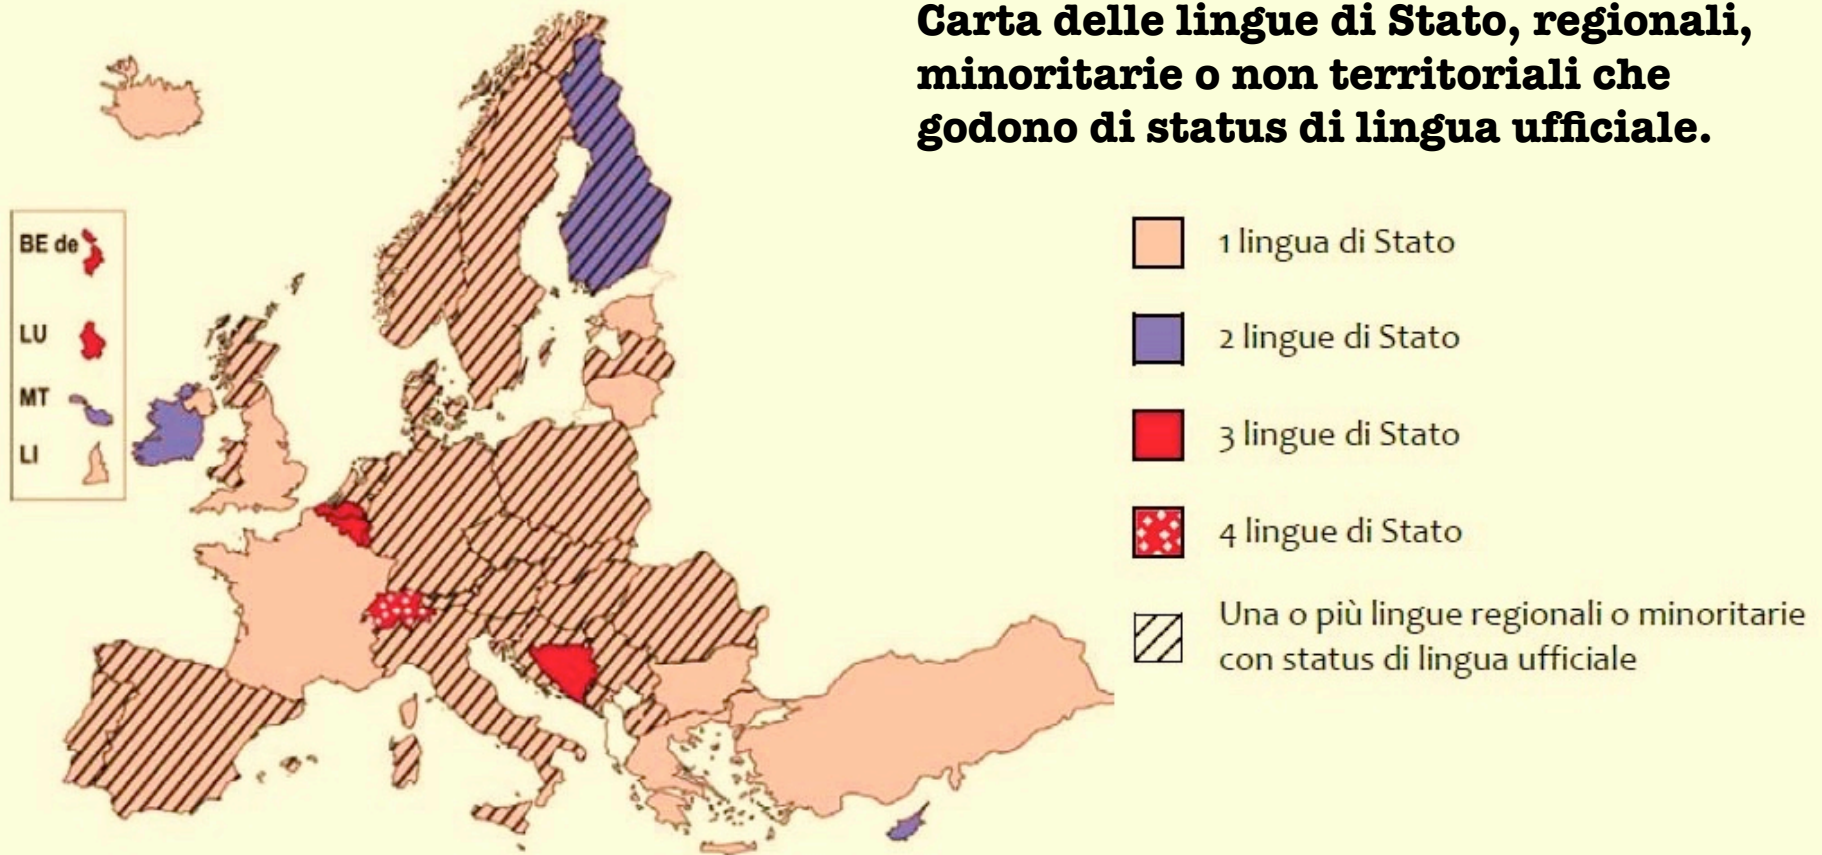 Carta delle lingue di Stato, regionali,
minoritarie o non territoriali che
godono di status di lingua ufficiale.
BE de
LU
MT
LI
1 lingua di Stato
2 lingue di Stato
3 lingue di Stato
4 lingue di Stato
Una o più lingue regionali o minoritarie
con status di lingua ufficiale